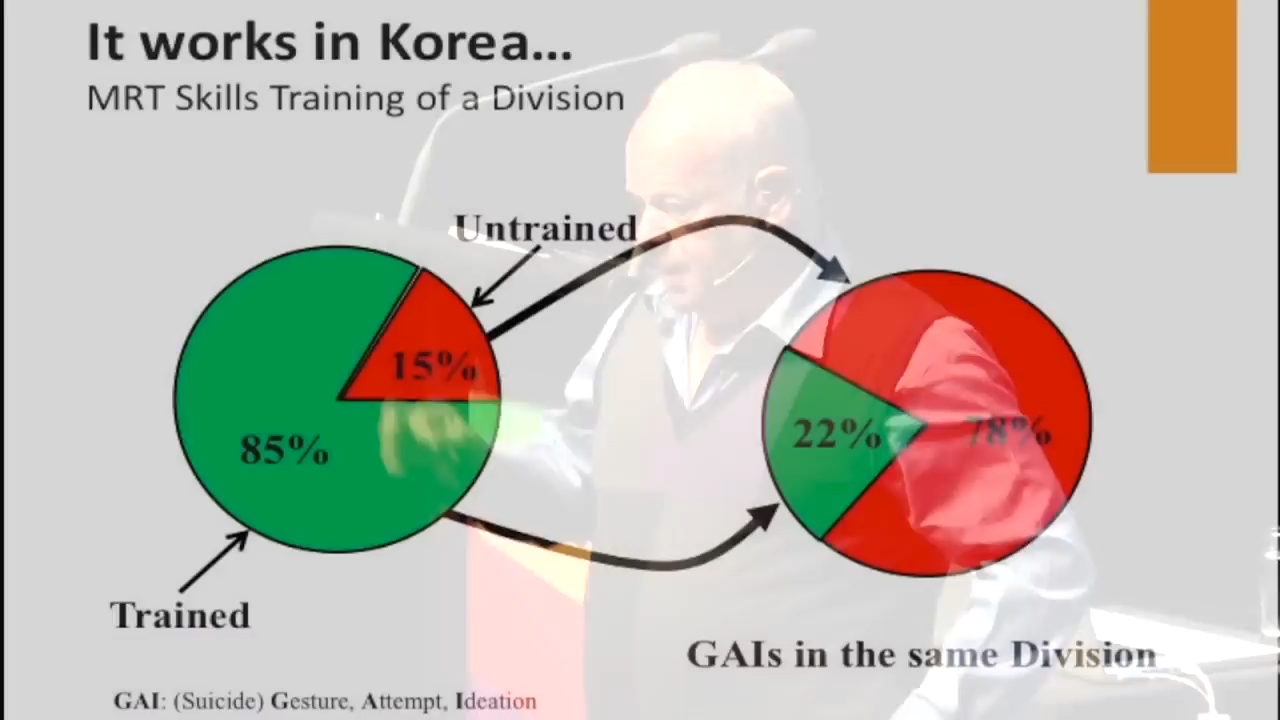 It works in Korea...
MRT Skills Training of a Division
Untrained
15%
85%
22%
78%
Trained
GAIs in the same Division
GAI: (Suicide) Gesture, Attempt, Ideation